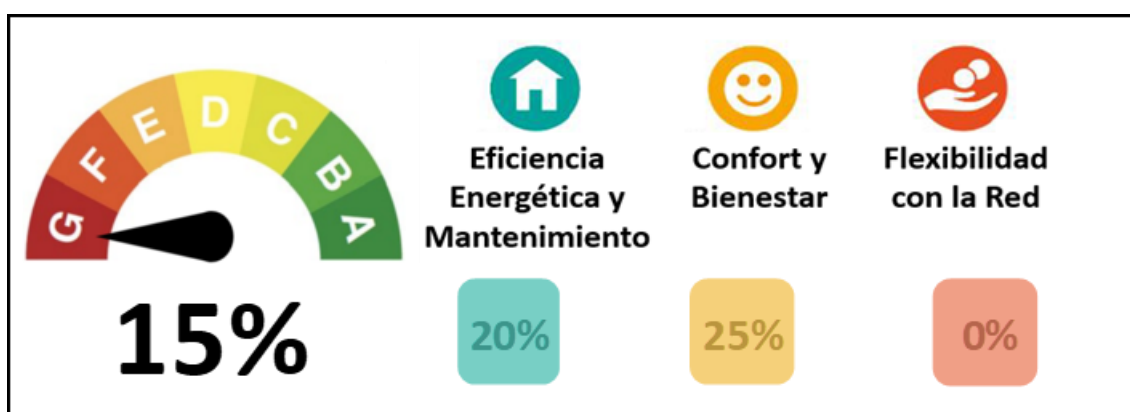 G
F
E
D
C
B
A
15%
Eficiencia
Energética y
Mantenimiento
20%
Confort y
Bienestar
25%
Flexibilidad
con la Red
0%